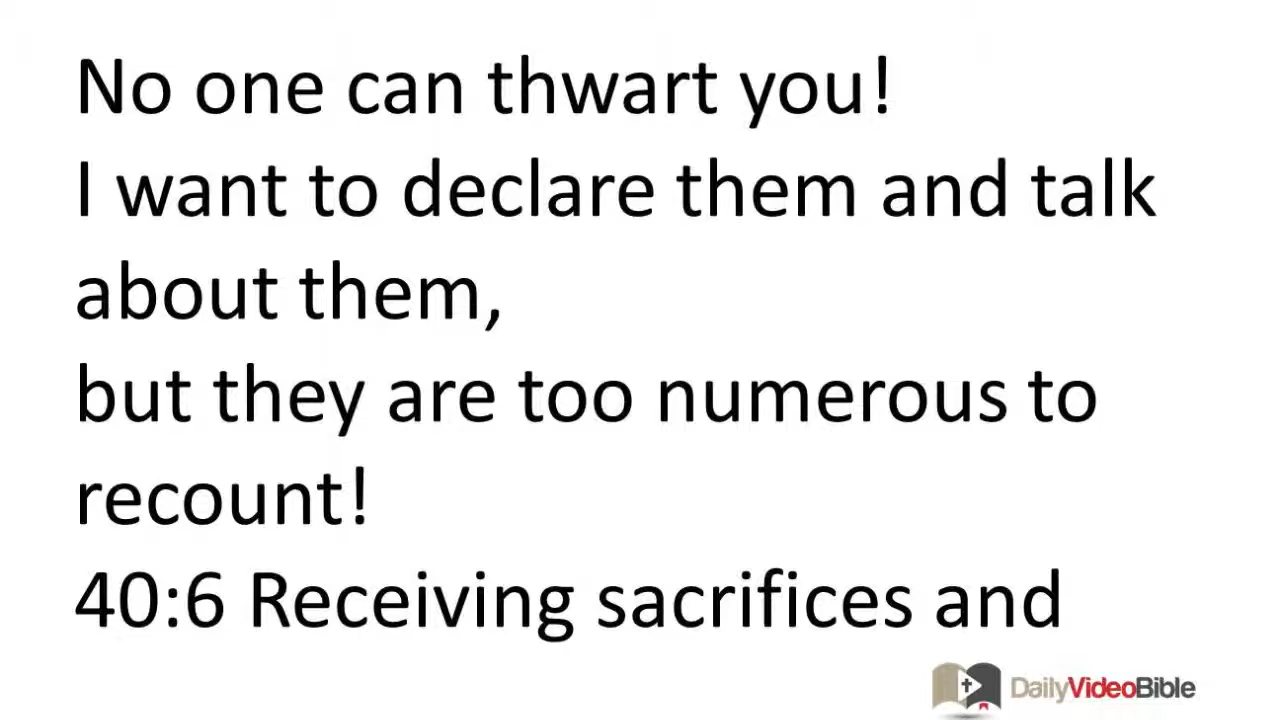 No one can thwart you!
I want to declare them and talk
about them,
but they are too numerous to
recount!
40:6 Receiving sacrifices and
DailyVideoBible